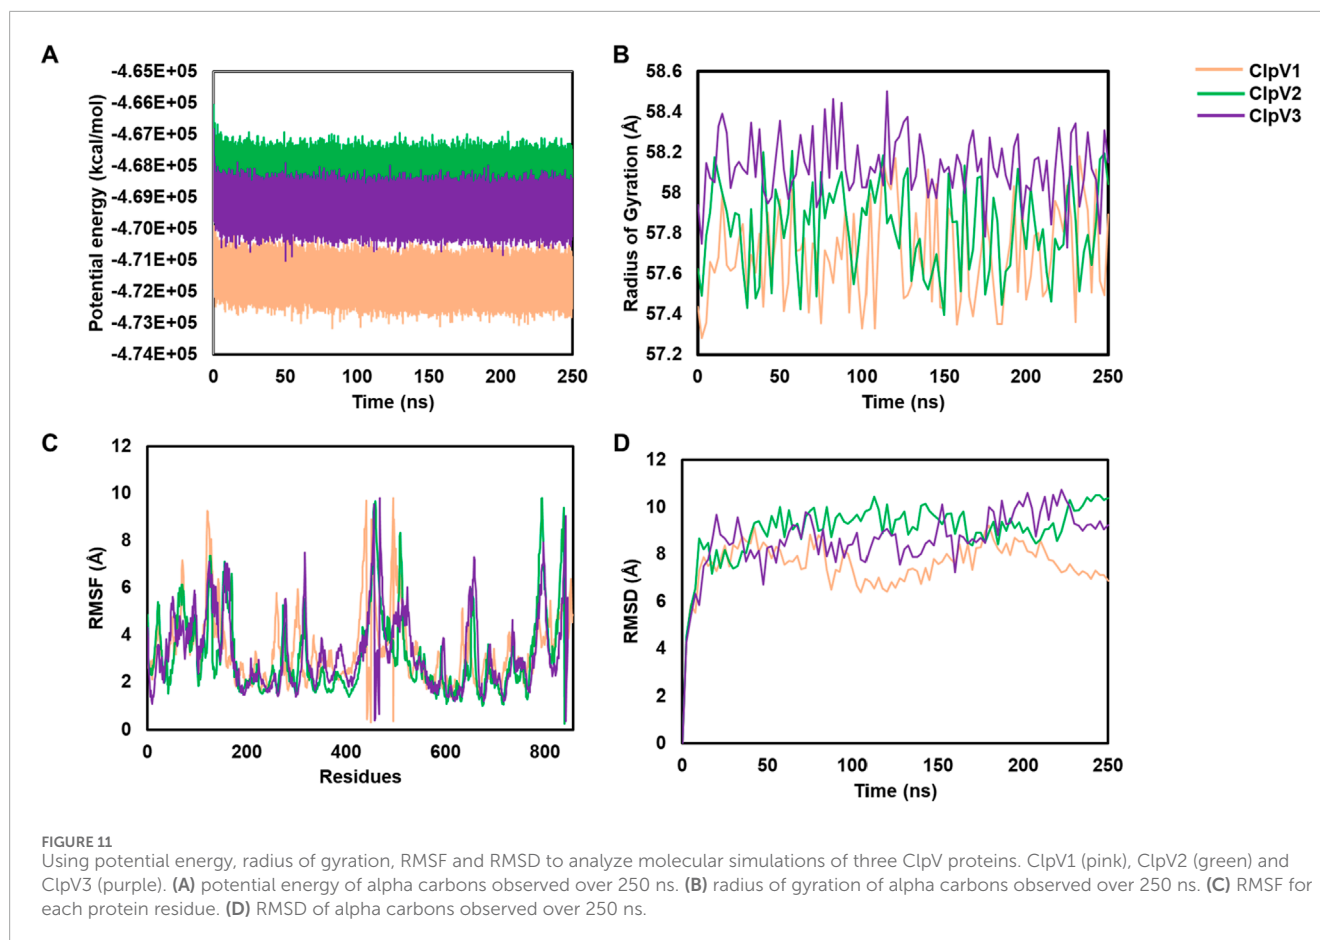 A
-4.65E+05
-4.66E+05
-4.67E+05
-4.68E+05
-4.69E+05
-4.70E+05
-4.71E+05
-4.72E+05
-4.73E+05
-4.74E+05
Potential energy (kcal/mol)
0 50 100 150 200 250
Time (ns)
B
58.6
58.4
58.2
58
57.8
57.6
57.4
57.2
Radius of Gyration (Å)
0 50 100 150 200 250
Time (ns)
ClpV1
ClpV2
ClpV3
C
12
10
8
6
4
2
0
RMSF (Å)
0 200 400 600 800
Residues
D
12
10
8
6
4
2
0
RMSD (Å)
0 50 100 150 200 250
Time (ns)
FIGURE 11
Using potential energy, radius of gyration, RMSF and RMSD to analyze molecular simulations of three ClpV proteins. ClpV1 (pink), ClpV2 (green) and
ClpV3 (purple). (A) potential energy of alpha carbons observed over 250 ns. (B) radius of gyration of alpha carbons observed over 250 ns. (C) RMSF for
each protein residue. (D) RMSD of alpha carbons observed over 250 ns.